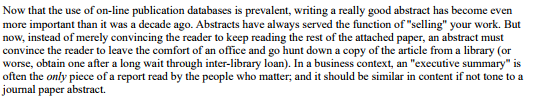 Now that the use of on-line publication databases is prevalent, writing a really good abstract has become even
more important than it was a decade ago. Abstracts have always served the function of "selling" your work. But
now, instead of merely convincing the reader to keep reading the rest of the attached paper, an abstract must
convince the reader to leave the comfort of an office and go hunt down a copy of the article from a library (or
worse, obtain one after a long wait through inter-library loan). In a business context, an "executive summary" is
often the only piece of a report read by the people who matter; and it should be similar in content if not tone to a
journal paper abstract.